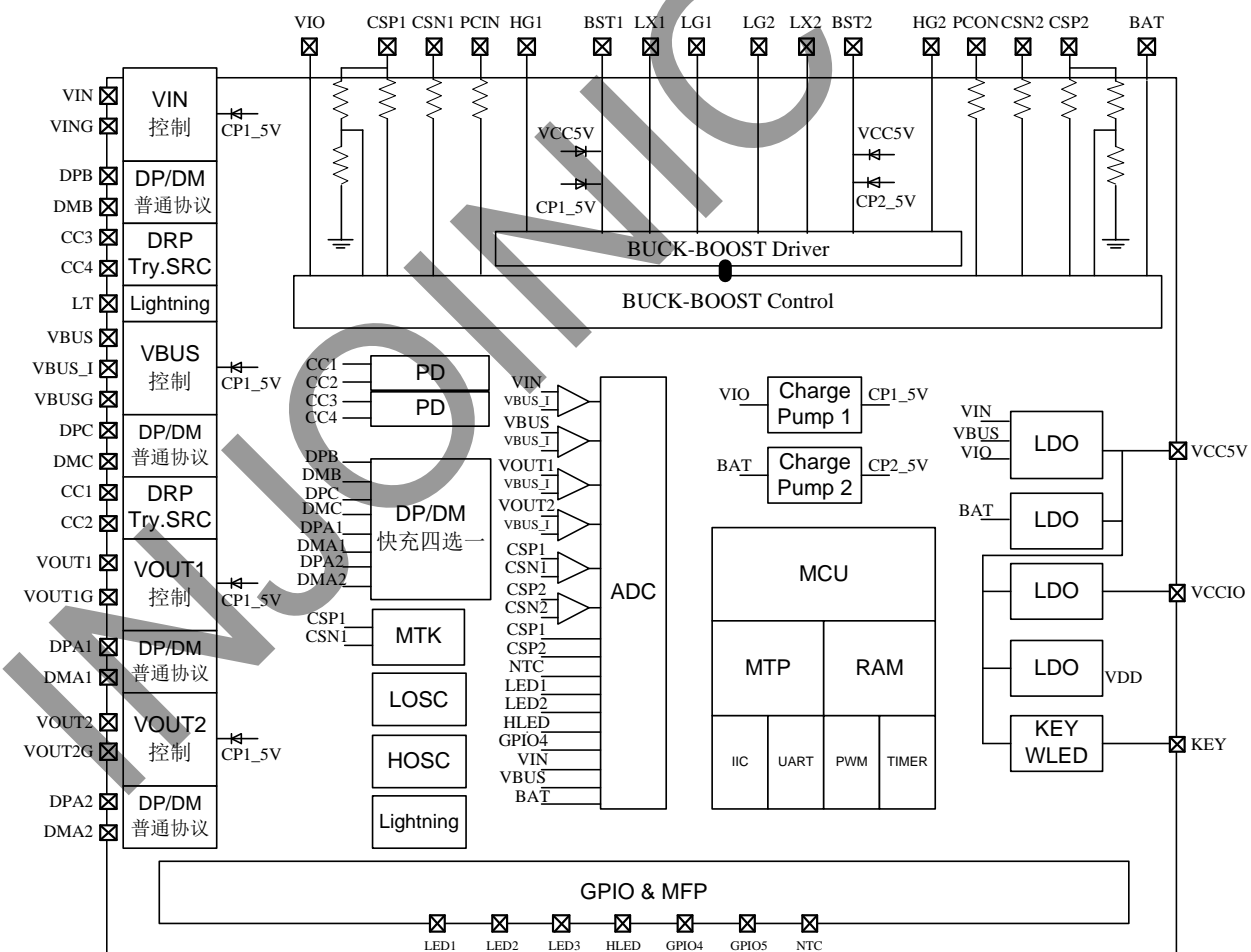 VIO CSP1 CSN1 PCIN HG1 BST1 LX1 LG1 LG2 LX2 BST2 HG2 PCON CSN2 CSP2 BAT
VIN
VING
VIN
控制
CP1_5V
DPB
DMB
DP/DM
普通协议
CC3
CC4
DRP
Try.SRC
LT
Lightning
VBUS
VBUS_I
VBUSG
VBUS
控制
CP1_5V
DPC
DMC
DP/DM
普通协议
CC1
CC2
DRP
Try.SRC
VOUT1
VOUT1G
VOUT1
控制
CP1_5V
DPA1
DMA1
DP/DM
普通协议
VOUT2
VOUT2G
VOUT2
控制
CP1_5V
DPA2
DMA2
DP/DM
普通协议
VCC5V
CP1_5V
VCC5V
CP2_5V
BUCK-BOOST Driver
BUCK-BOOST Control
CC1
CC2
PD
CC3
CC4
PD
DPB
DMB
DPC
DMC
DPA1
DMA1
DPA2
DMA2
DP/DM
快充四选一
CSP1
CSN1
MTK
LOSC
HOSC
Lightning
VIN
VBUS_I
VBUS
VBUS_I
VOUT1
VBUS_I
VOUT2
VBUS_I
CSP1
CSN1
CSP2
CSN2
CSP1
CSP2
NTC
LED1
LED2
HLED
GPIO4
VIN
VBUS
BAT
ADC
VIO
Charge
Pump 1
CP1_5V
BAT
Charge
Pump 2
CP2_5V
MCU
MTP
RAM
IIC
UART
PWM
TIMER
VIN
VBUS
VIO
LDO
VCC5V
BAT
LDO
LDO
VCCIO
LDO
VDD
KEY
WLED
KEY
GPIO & MFP
LED1 LED2 LED3 HLED GPIO4 GPIO5 NTC
INJOINIC